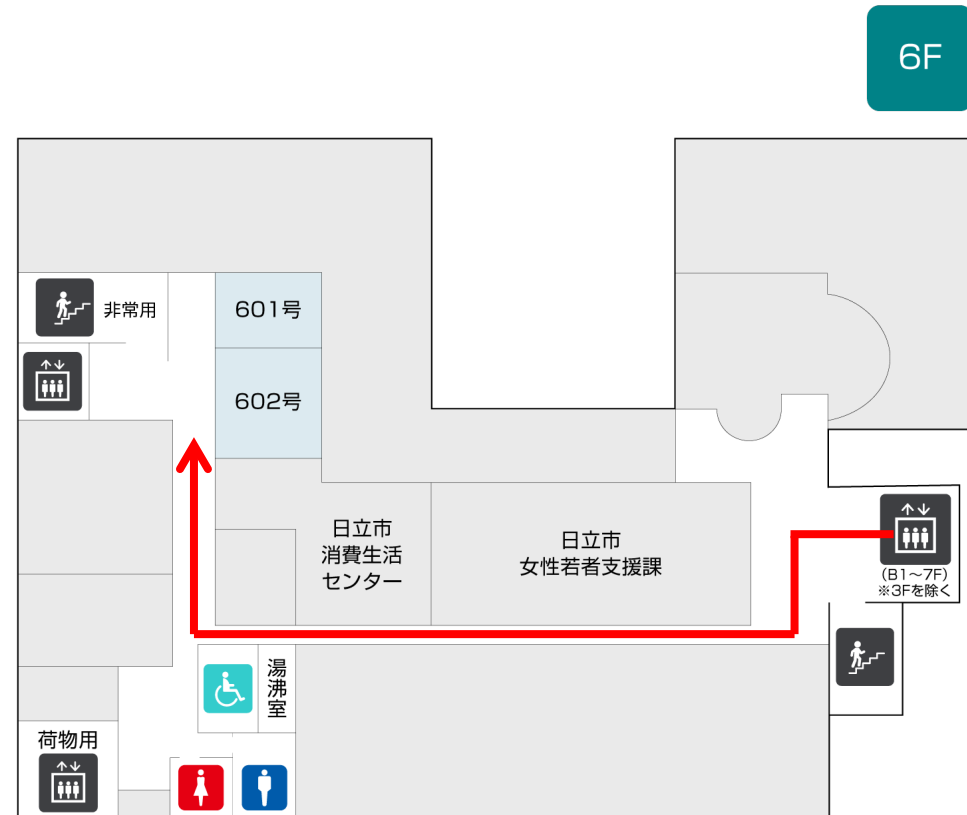 6F
非常用
601号
602号
日立市
消費生活
センター
日立市
女性若者支援課
(B1～7F)
※3Fを除く
湯沸室
荷物用